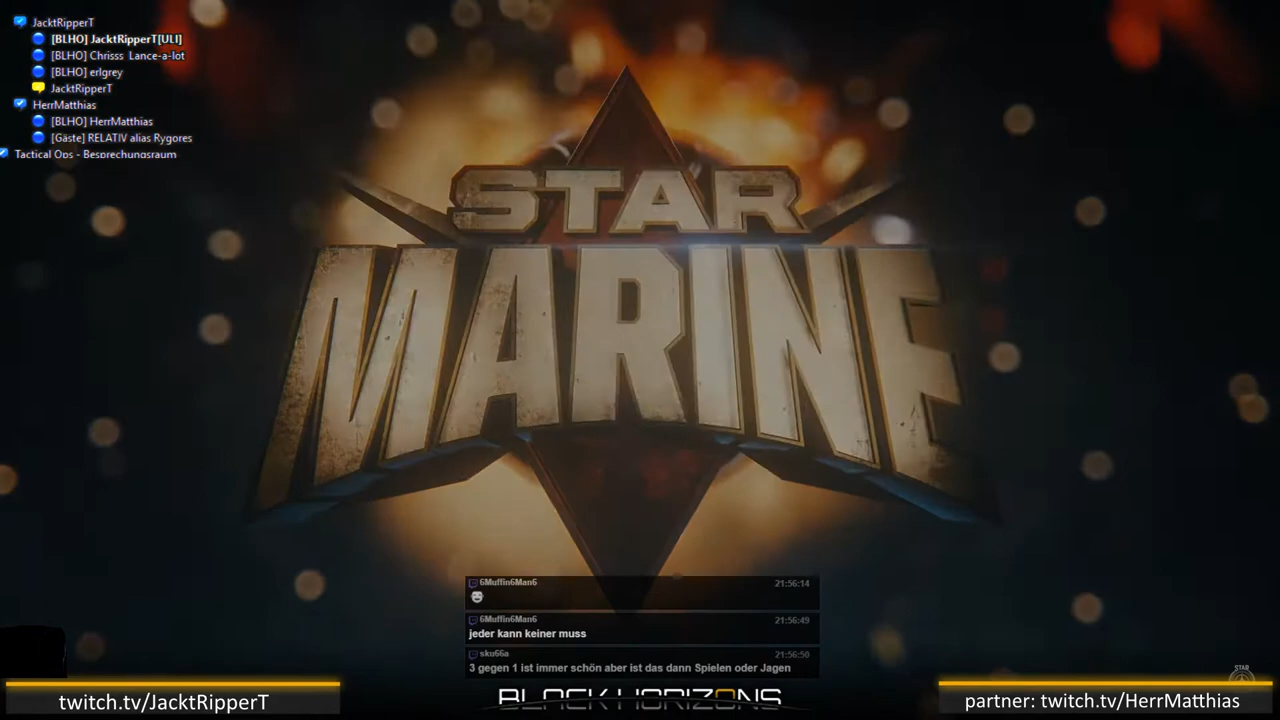 JacktRipperT
[BLHO] JacktRipperT[ULI]
[BLHO] Chrisss Lance-a-lot
[BLHO] erlgrey
JacktRipperT
HerrMatthias
[BLHO] HerrMatthias
[Gäste] RELATIV alias Rygores
Tactical Ops - Besprechungsraum
STAR
MARINE
6Muffin6Man6 21:56:14
6Muffin6Man6 21:56:49
jeder kann keiner muss
sku66a 21:56:50
3 gegen 1 ist immer schön aber ist das dann Spielen oder Jagen
STAR
twitch.tv/JacktRipperT
BLACK HORIZONS
partner: twitch.tv/HerrMatthias